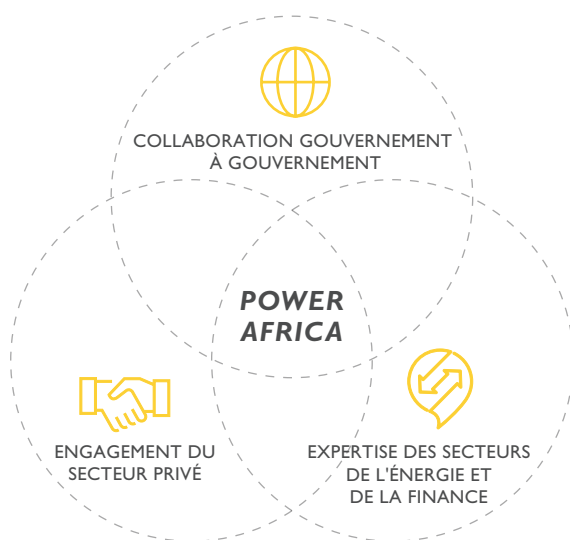 COLLABORATION GOUVERNEMENT
À GOUVERNEMENT
POWER
AFRICA
ENGAGEMENT DU
SECTEUR PRIVÉ
EXPERTISE DES SECTEURS
DE L'ÉNERGIE ET
DE LA FINANCE